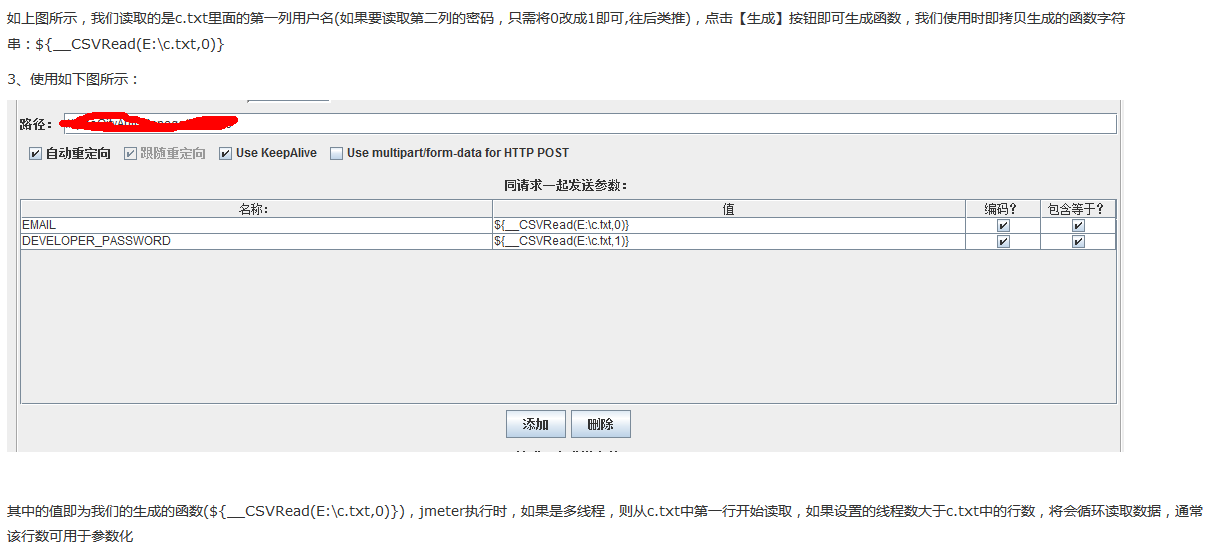 如上图所示，我们读取的是c.txt里面的第一列用户名(如果要读取第二列的密码，只需将0改成1即可,往后类推)，点击【生成】按钮即可生成函数，我们使用时即拷贝生成的函数字符
串：${__CSVRead(E:\c.txt,0)}
3、使用如下图所示：
路径：
自动重定向 跟随重定向 Use KeepAlive Use multipart/form-data for HTTP POST
同请求一起发送参数：
名称： 值 编码? 包含等于?
EMAIL ${__CSVRead(E:\c.txt,0)}
DEVELOPER_PASSWORD ${__CSVRead(E:\c.txt,1)}
添加 删除
其中的值即为我们的生成的函数(${__CSVRead(E:\c.txt,0)})，jmeter执行时，如果是多线程，则从c.txt中第一行开始读取，如果设置的线程数大于c.txt中的行数，将会循环读取数据，通常
该行数可用于参数化